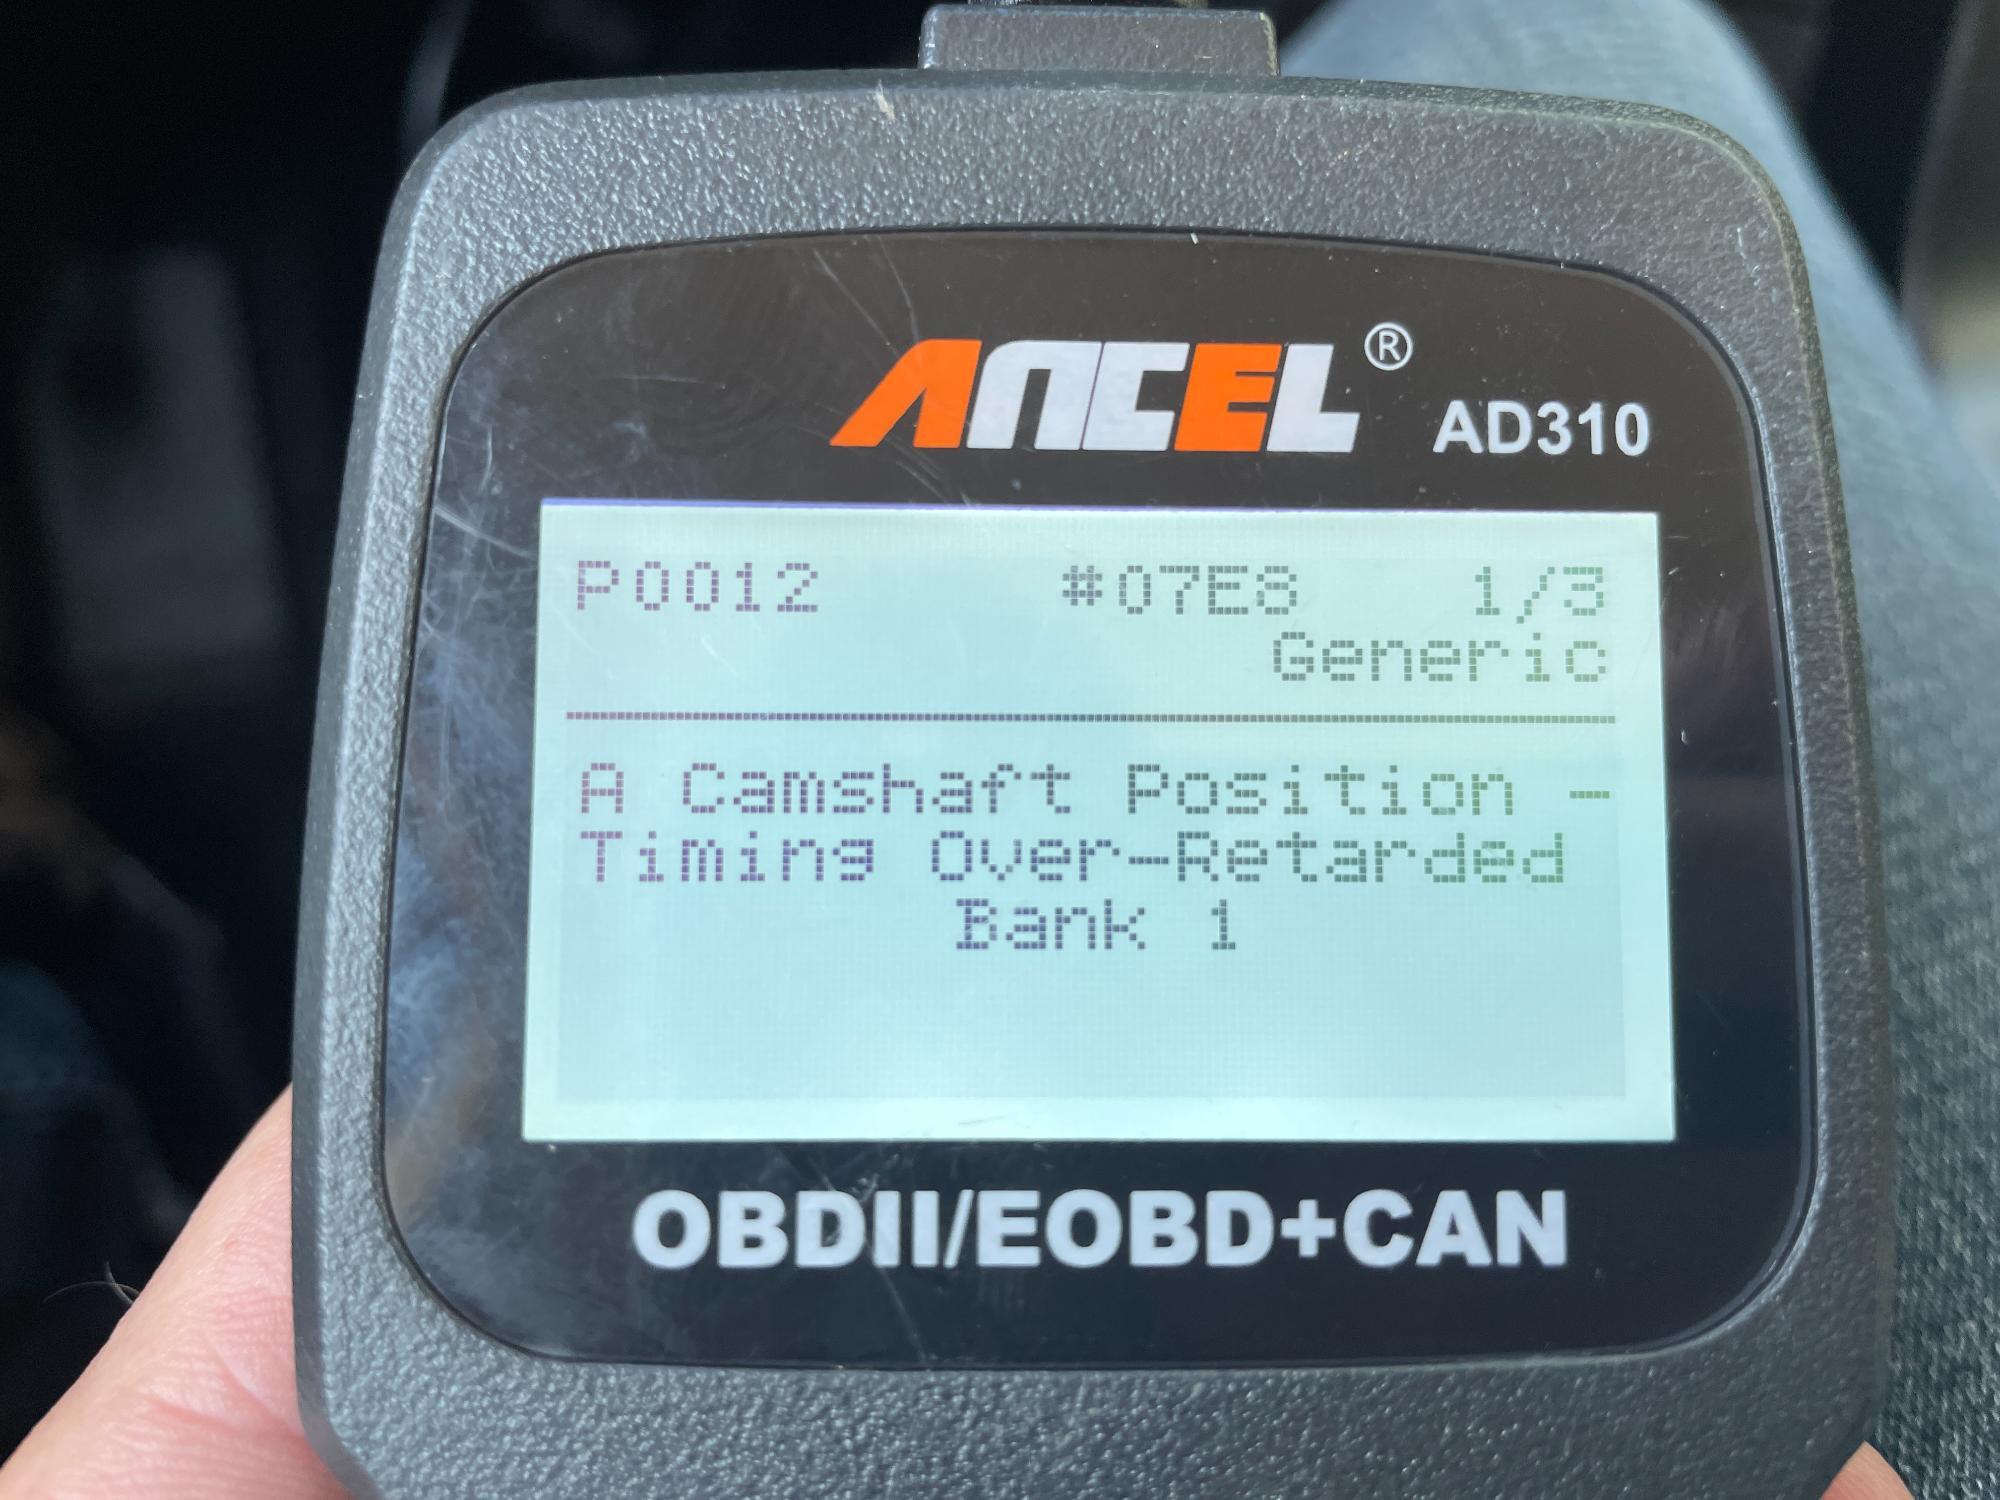 ANCEL® AD310
P0012 #07E8 1/3
Generic
A Camshaft Position -
Timing Over-Retarded
Bank 1
OBDII/EOBD+CAN